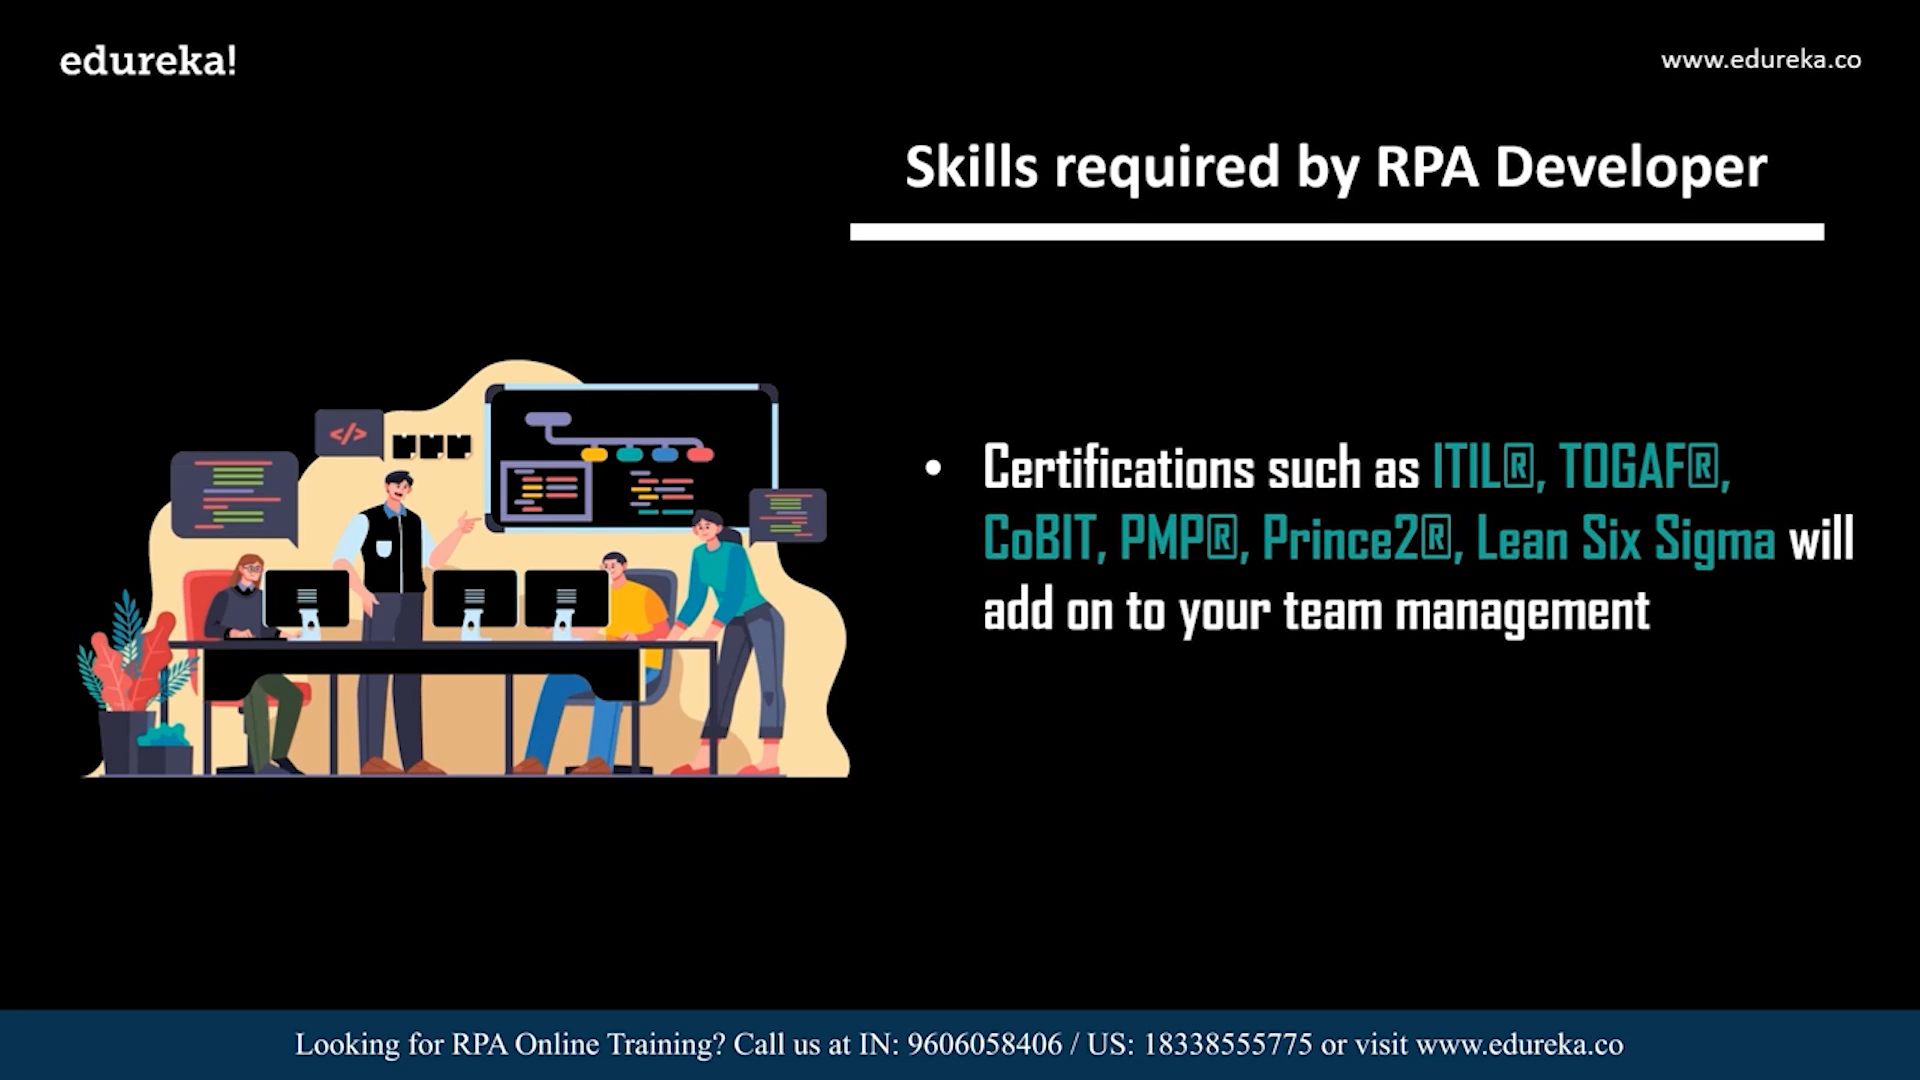 edureka!
www.edureka.co
Skills required by RPA Developer
</>
• Certifications such as ITIL®, TOGAF®,
CoBIT, PMP®, Prince2®, Lean Six Sigma will
add on to your team management
Looking for RPA Online Training? Call us at IN: 9606058406 / US: 18338555775 or visit www.edureka.co